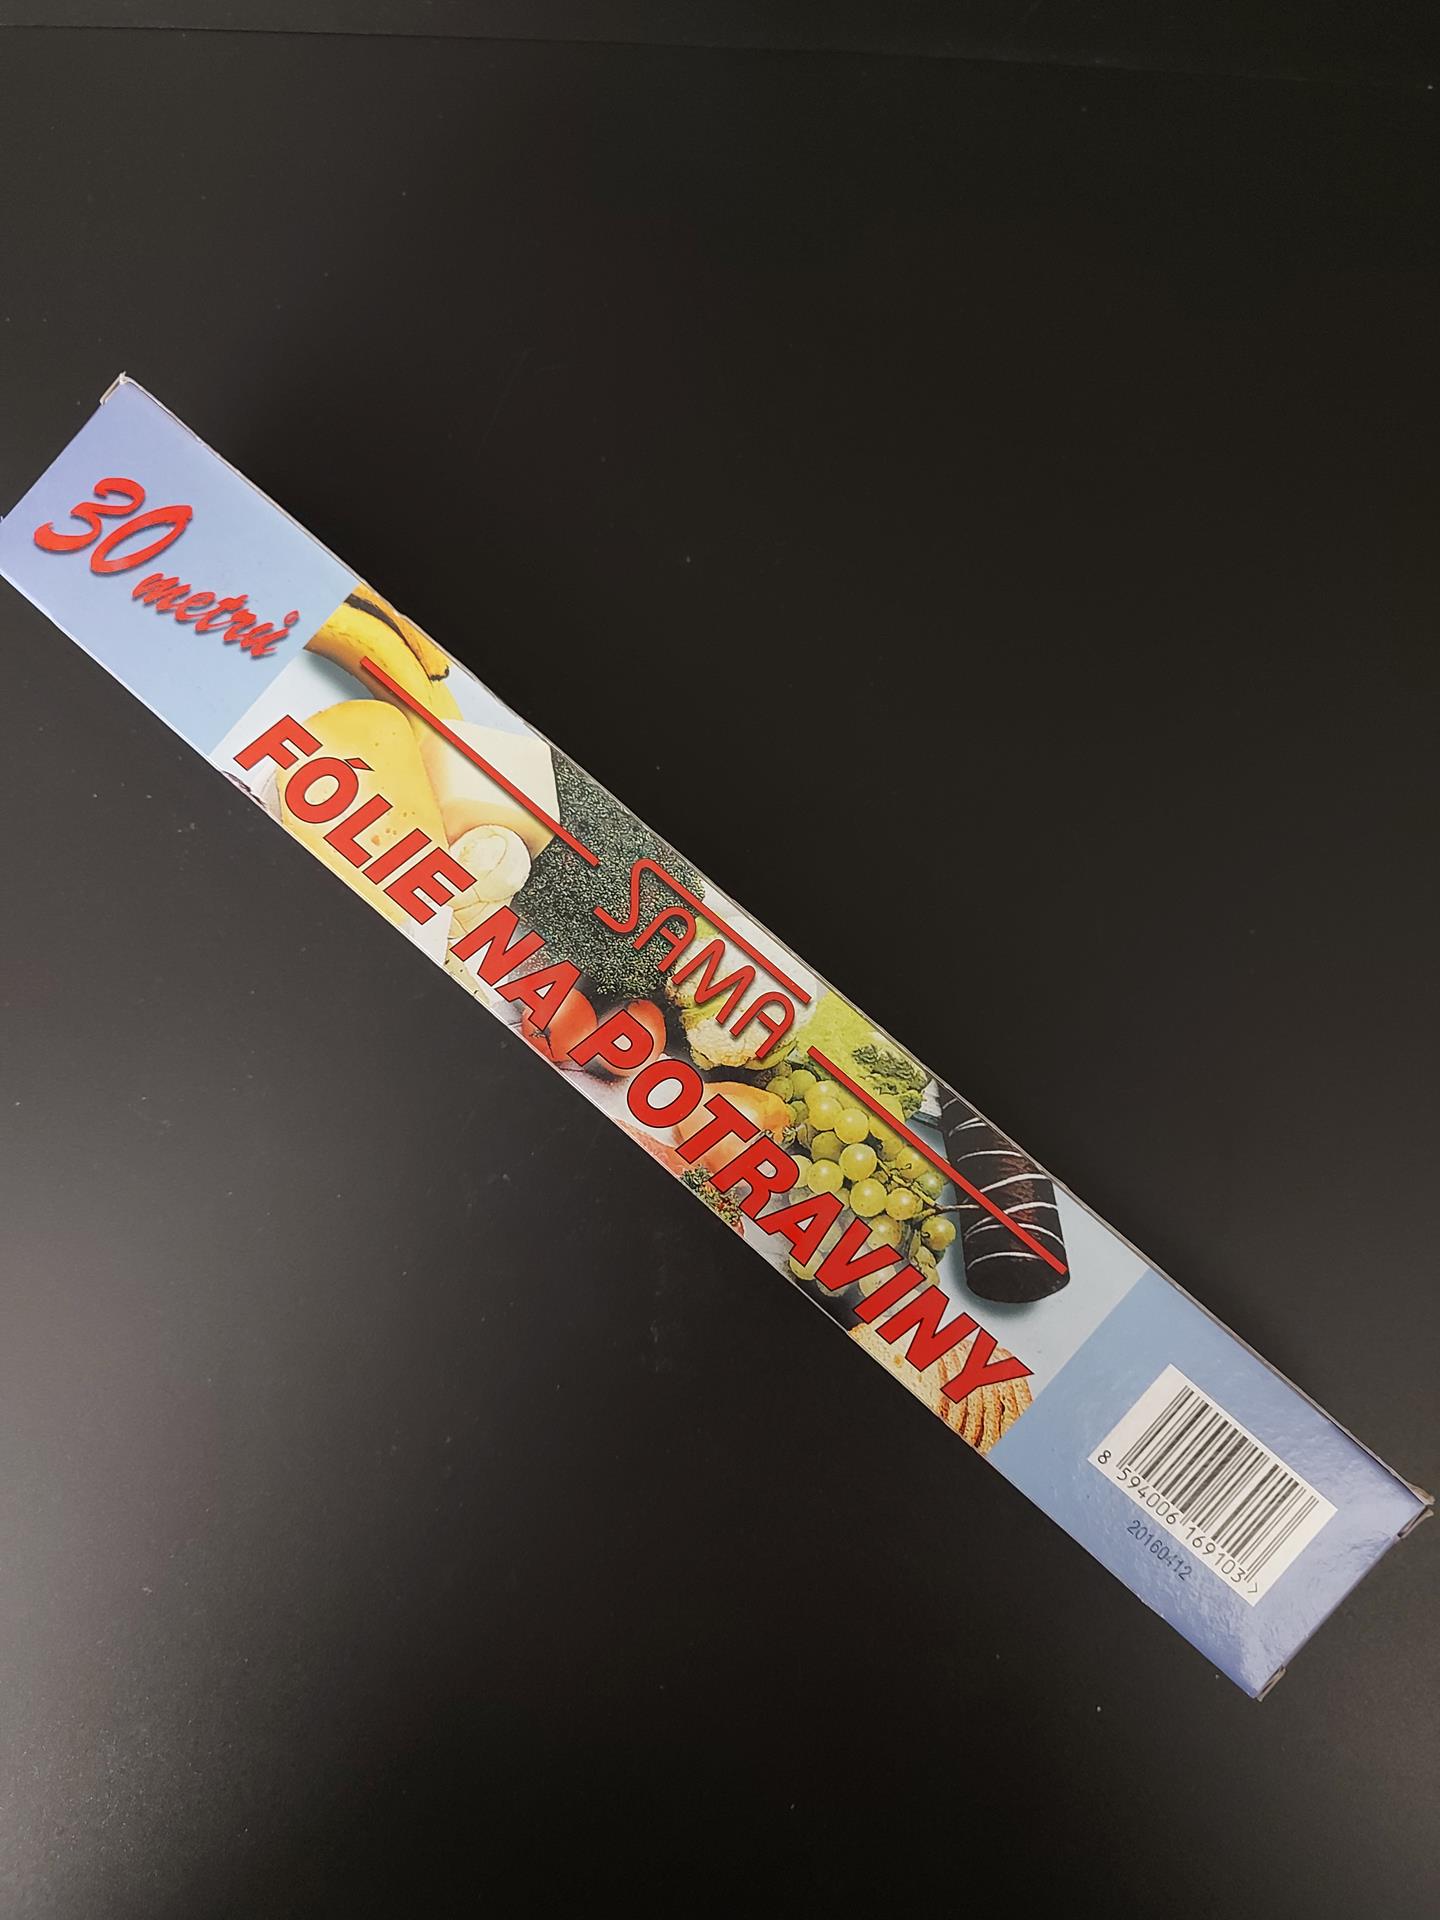 30 metrů
SAMA
FÓLIE NA POTRAVINY
8 594006 169103 >
20160412